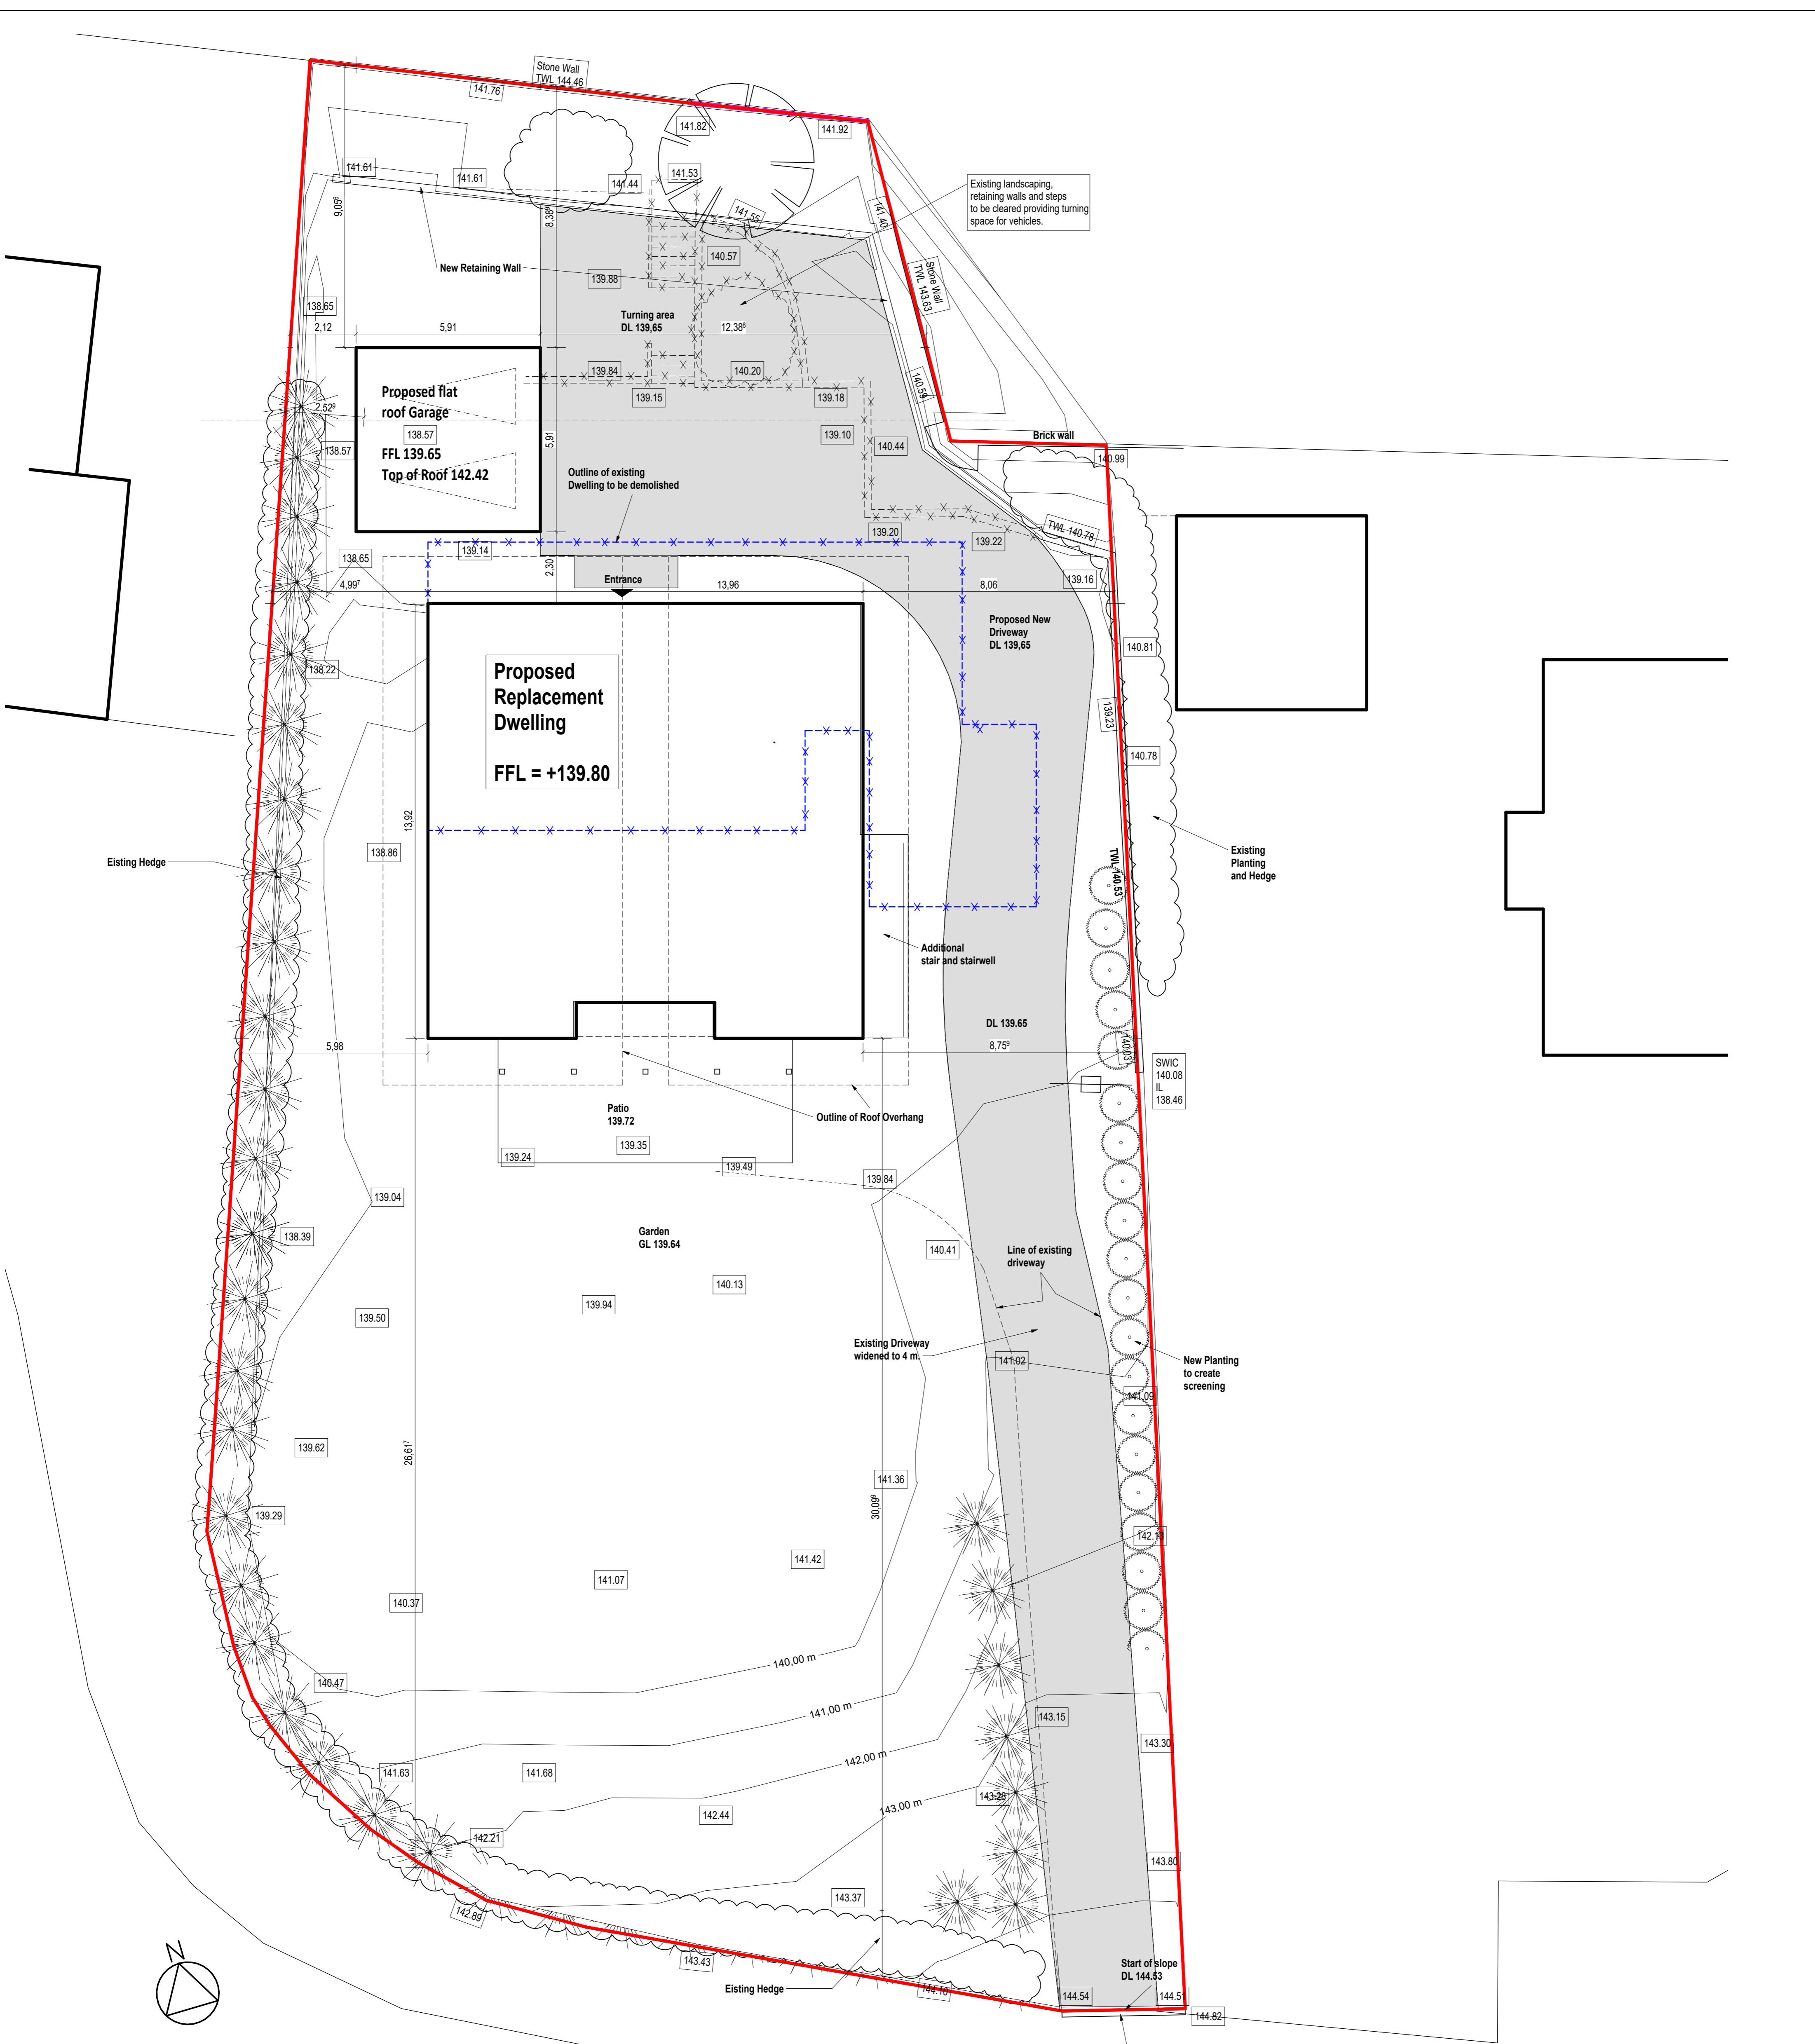 Stone Wall
TWL 144.46
141.76
141.82
141.92
141.61
141.61
141.44
141.53
141.55
141.40
Existing landscaping,
retaining walls and steps
to be cleared providing turning
space for vehicles.
9,05⁵
8,38⁹
New Retaining Wall
140.57
139.88
Stone Wall
TWL 143.63
138.65
2,12
5,91
Turning area
DL 139,65
12,38⁸
139.84
140.20
139.15
139.18
140.59
Proposed flat
roof Garage
138.57
FFL 139.65
Top of Roof 142.42
2,52⁹
138.57
5,91
139.10
140.44
Brick wall
140.99
Outline of existing
Dwelling to be demolished
139.20
139.22
TWL 140.78
139.14
138.65
2,30
139.16
4,99⁷
Entrance
13,96
8,06
Proposed New
Driveway
DL 139,65
140.81
138.22
Proposed
Replacement
Dwelling
FFL = +139.80
139.23
140.78
13,92
138.86
Eisting Hedge
TWL 140.53
Existing
Planting
and Hedge
Additional
stair and stairwell
DL 139.65
5,98
8,75⁹
140.03
SWIC
140.08
IL
138.46
Patio
139.72
Outline of Roof Overhang
139.35
139.24
139.49
139.84
139.04
138.39
Garden
GL 139.64
140.41
Line of existing
driveway
140.13
139.94
139.50
Existing Driveway
widened to 4 m.
141.02
New Planting
to create
screening
141.09
139.62
26,61⁷
141.36
30,09⁹
139.29
141.42
141.07
140.37
140,00 m
140.47
141,00 m
143.15
143.30
142,00 m
141.63
141.68
143.28
143,00 m
142.44
142.21
143.80
143.37
142.89
143.43
N
Eisting Hedge
144.10
Start of slope
DL 144.53
144.54
144.51
144.82